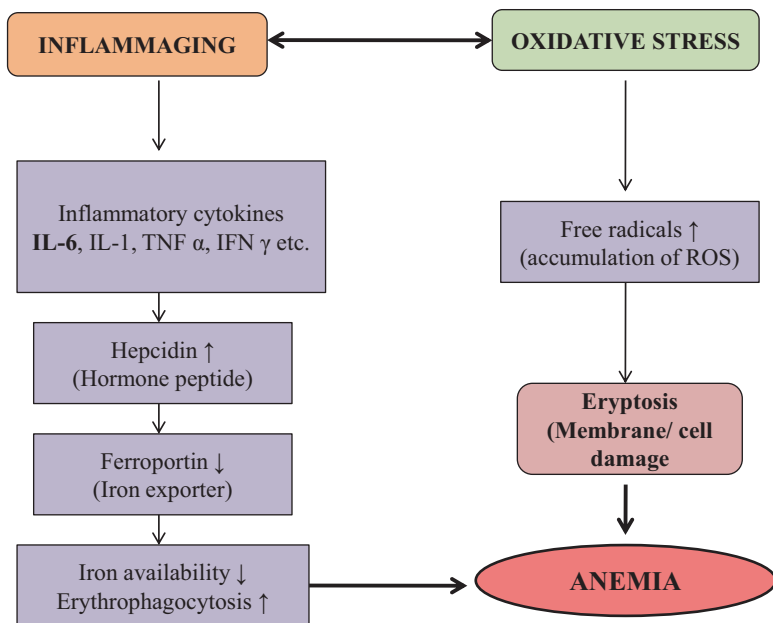 INFLAMMAGING
OXIDATIVE STRESS
Inflammatory cytokines
IL-6, IL-1, TNF α, IFN γ etc.
Free radicals ↑
(accumulation of ROS)
Hepcidin ↑
(Hormone peptide)
Eryptosis
(Membrane/ cell
damage
Ferroportin ↓
(Iron exporter)
Iron availability ↓
Erythrophagocytosis ↑
ANEMIA